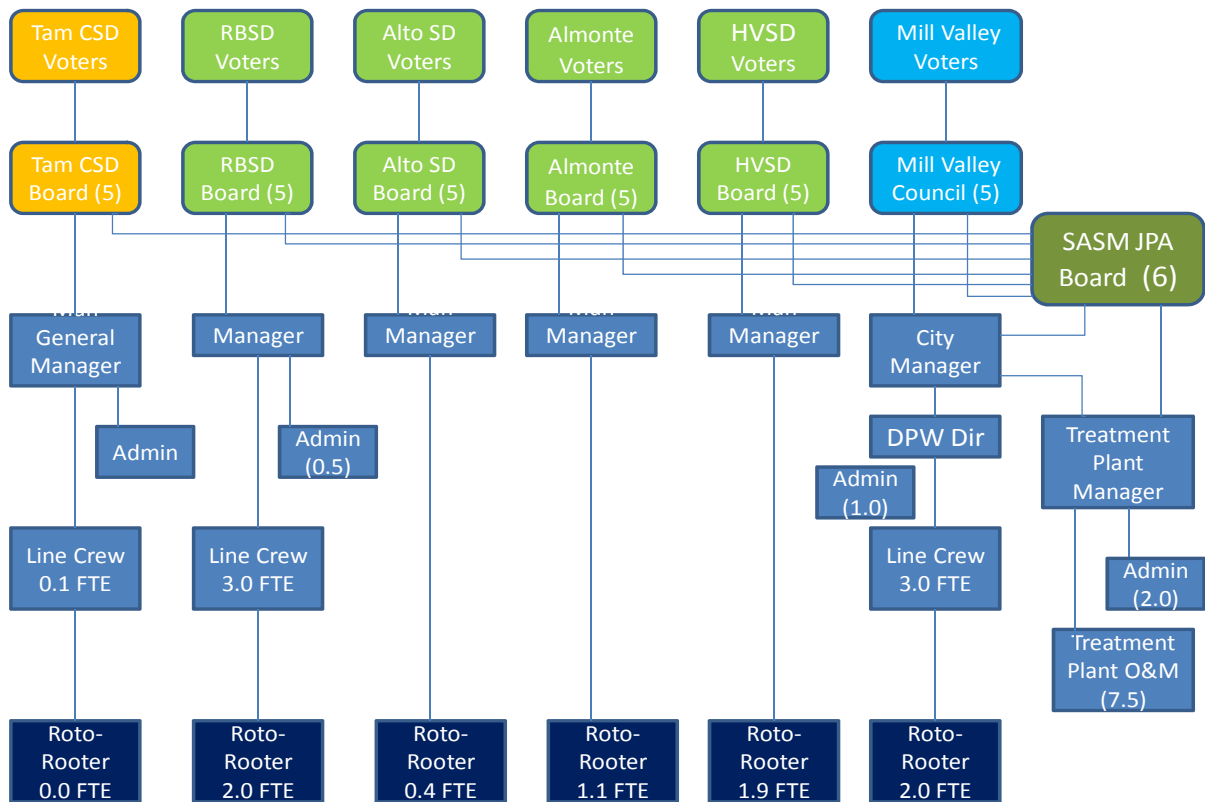 Tam CSD
Voters
RBSD
Voters
Alto SD
Voters
Almonte
Voters
HVSD
Voters
Mill Valley
Voters
Tam CSD
Board (5)
RBSD
Board (5)
Alto SD
Board (5)
Almonte
Board (5)
HVSD
Board (5)
Mill Valley
Council (5)
SASM JPA
Board (6)
General
Manager
Manager
Manager
Manager
Manager
City
Manager
Admin
Admin
(0.5)
DPW Dir
Admin
(1.0)
Treatment
Plant
Manager
Line Crew
0.1 FTE
Line Crew
3.0 FTE
Line Crew
3.0 FTE
Admin
(2.0)
Treatment
Plant O&M
(7.5)
Roto-
Rooter
0.0 FTE
Roto-
Rooter
2.0 FTE
Roto-
Rooter
0.4 FTE
Roto-
Rooter
1.1 FTE
Roto-
Rooter
1.9 FTE
Roto-
Rooter
2.0 FTE